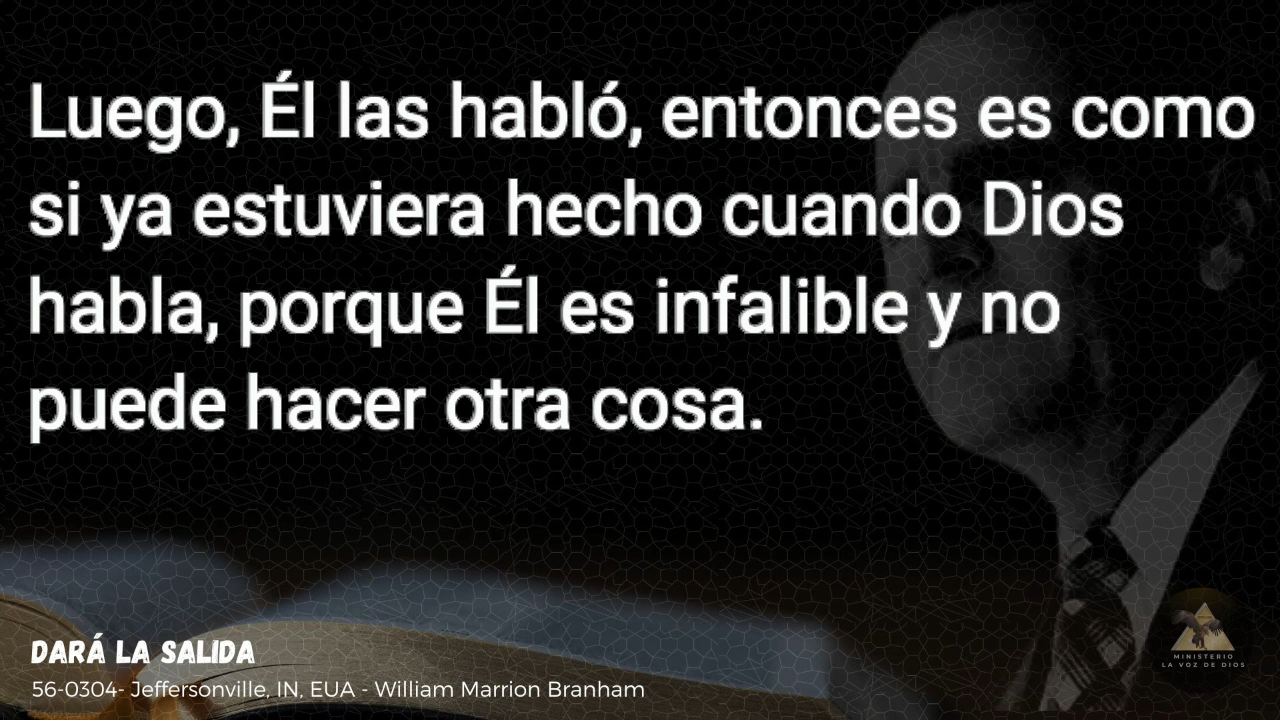 Luego, Él las habló, entonces es como
si ya estuviera hecho cuando Dios
habla, porque Él es infalible y no
puede hacer otra cosa.
DARÁ LA SALIDA
56-0304- Jeffersonville, IN, EUA - William Marrion Branham
MINISTERIO
LA VOZ DE DIOS